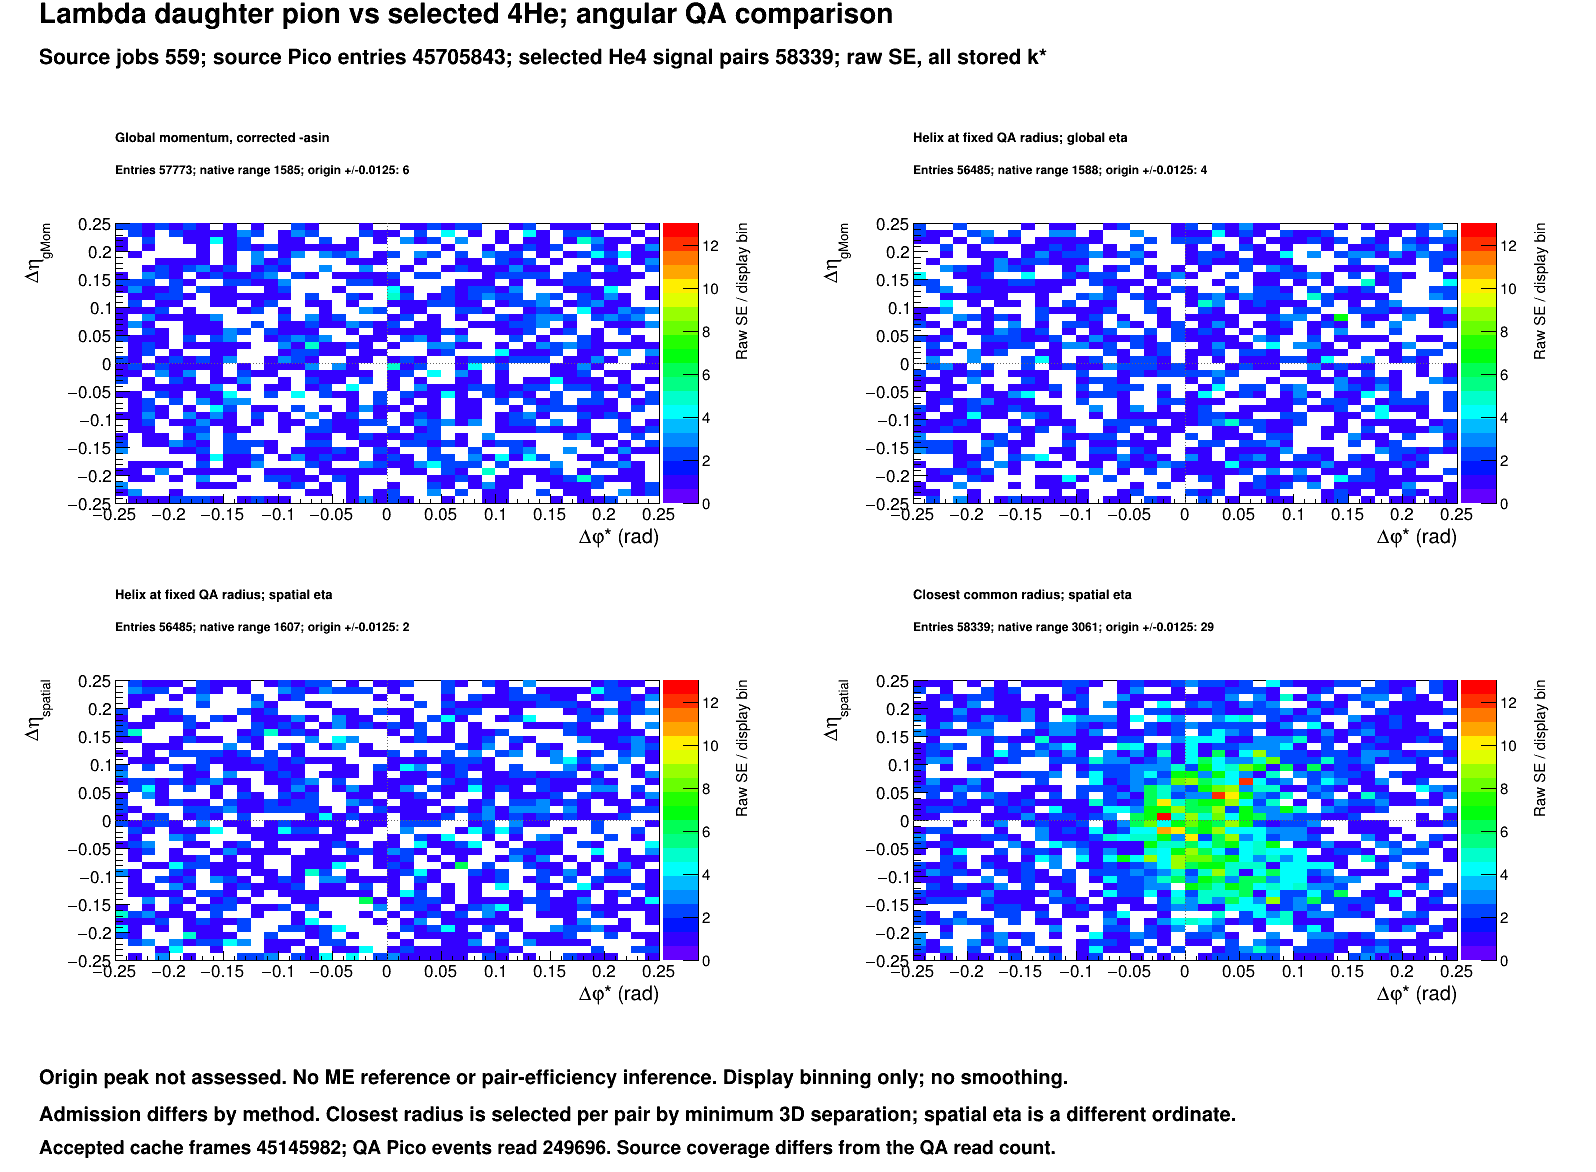 Lambda daughter pion vs selected 4He; angular QA comparison
Source jobs 559; source Pico entries 45705843; selected He4 signal pairs 58339; raw SE, all stored k*
Global momentum, corrected -asin
Entries 57773; native range 1585; origin +/-0.0125: 6
Δη gMom
0.25
0.2
0.15
0.1
0.05
0
−0.05
−0.1
−0.15
−0.2
−0.25
−0.25 −0.2 −0.15 −0.1 −0.05 0 0.05 0.1 0.15 0.2 0.25
Δφ* (rad)
12
10
8
6
4
2
0
Raw SE / display bin
Helix at fixed QA radius; global eta
Entries 56485; native range 1588; origin +/-0.0125: 4
Δη gMom
0.25
0.2
0.15
0.1
0.05
0
−0.05
−0.1
−0.15
−0.2
−0.25
−0.25 −0.2 −0.15 −0.1 −0.05 0 0.05 0.1 0.15 0.2 0.25
Δφ* (rad)
12
10
8
6
4
2
0
Raw SE / display bin
Helix at fixed QA radius; spatial eta
Entries 56485; native range 1607; origin +/-0.0125: 2
Δη spatial
0.25
0.2
0.15
0.1
0.05
0
−0.05
−0.1
−0.15
−0.2
−0.25
−0.25 −0.2 −0.15 −0.1 −0.05 0 0.05 0.1 0.15 0.2 0.25
Δφ* (rad)
12
10
8
6
4
2
0
Raw SE / display bin
Closest common radius; spatial eta
Entries 58339; native range 3061; origin +/-0.0125: 29
Δη spatial
0.25
0.2
0.15
0.1
0.05
0
−0.05
−0.1
−0.15
−0.2
−0.25
−0.25 −0.2 −0.15 −0.1 −0.05 0 0.05 0.1 0.15 0.2 0.25
Δφ* (rad)
12
10
8
6
4
2
0
Raw SE / display bin
Origin peak not assessed. No ME reference or pair-efficiency inference. Display binning only; no smoothing.
Admission differs by method. Closest radius is selected per pair by minimum 3D separation; spatial eta is a different ordinate.
Accepted cache frames 45145982; QA Pico events read 249696. Source coverage differs from the QA read count.